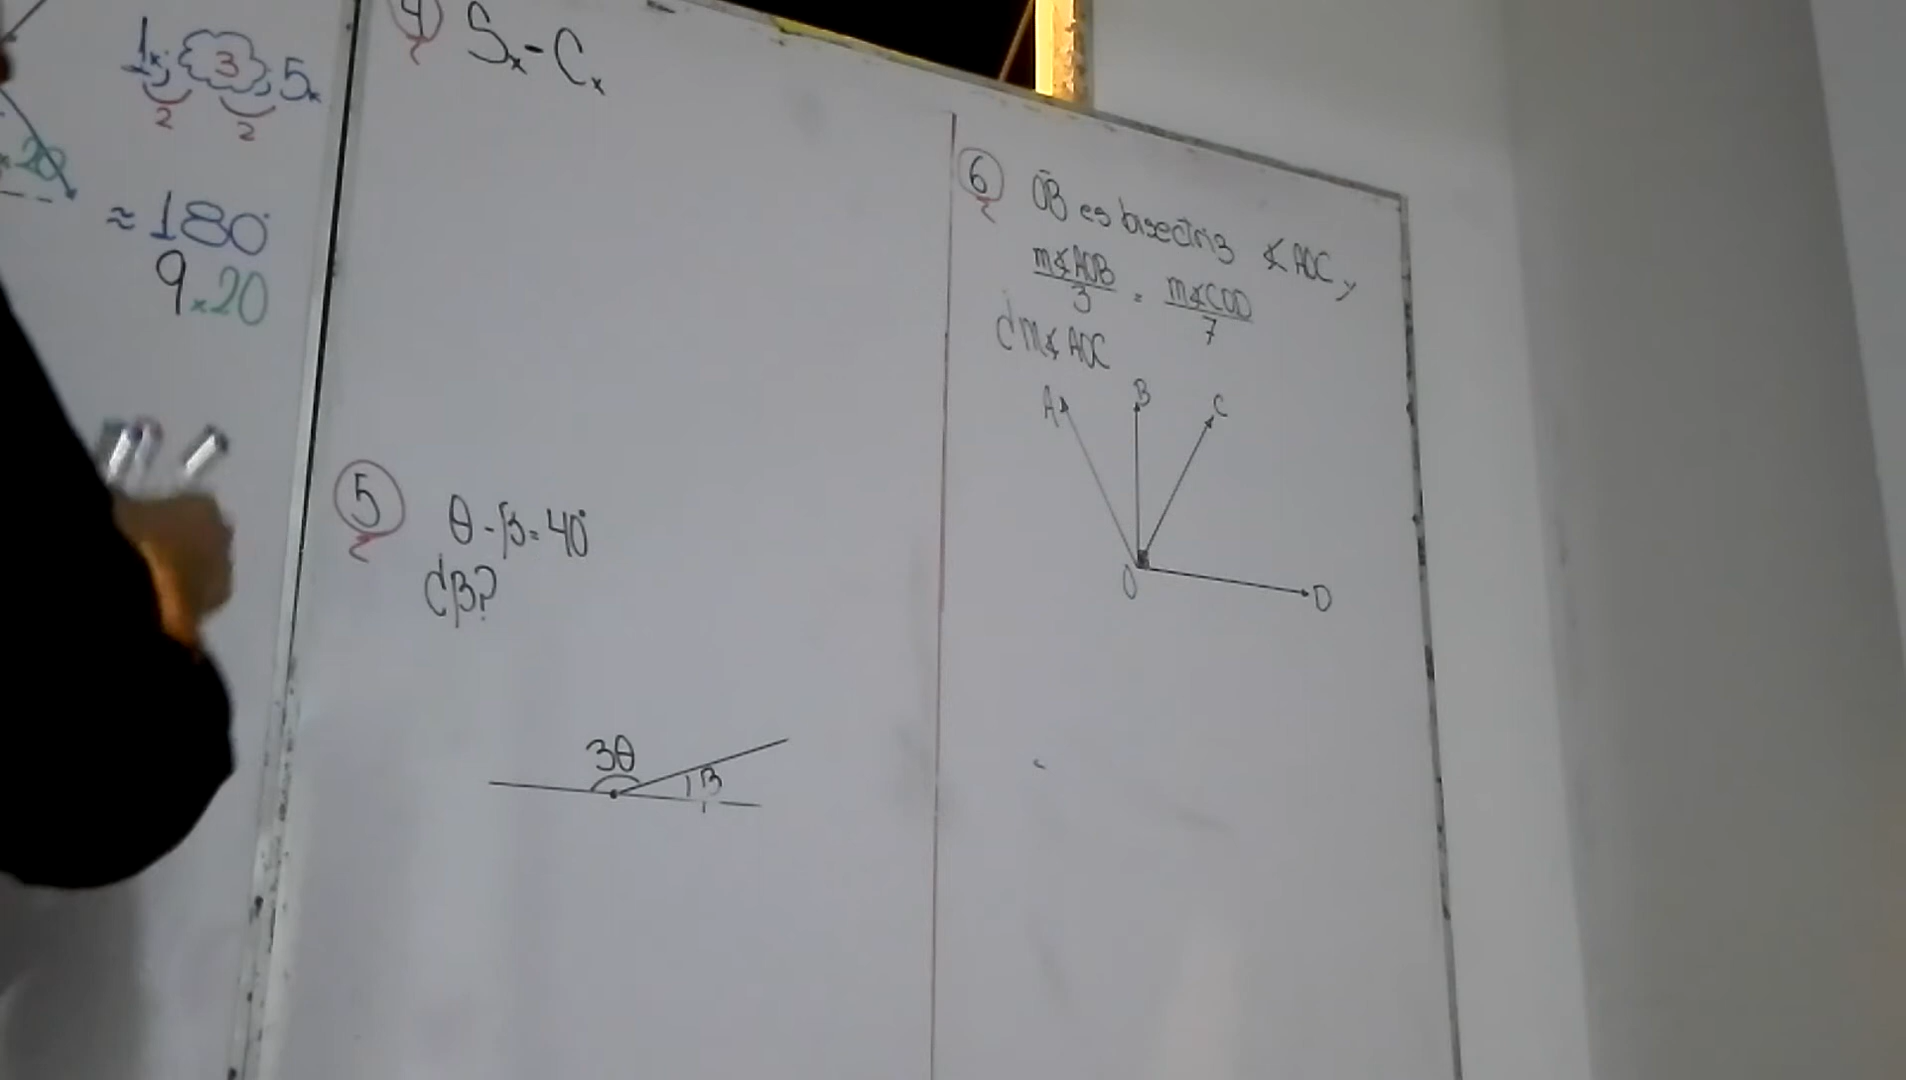 1x; 3; 5x
2 2
x20
≈ 180°
9x20
4) Sx - Cx
5 θ - β = 40°
d β?
3θ
β
6 OB es bisectriz ∢AOC, y
m∢AOB/3 = m∢COD/7
d m∢AOC
A B C
O D